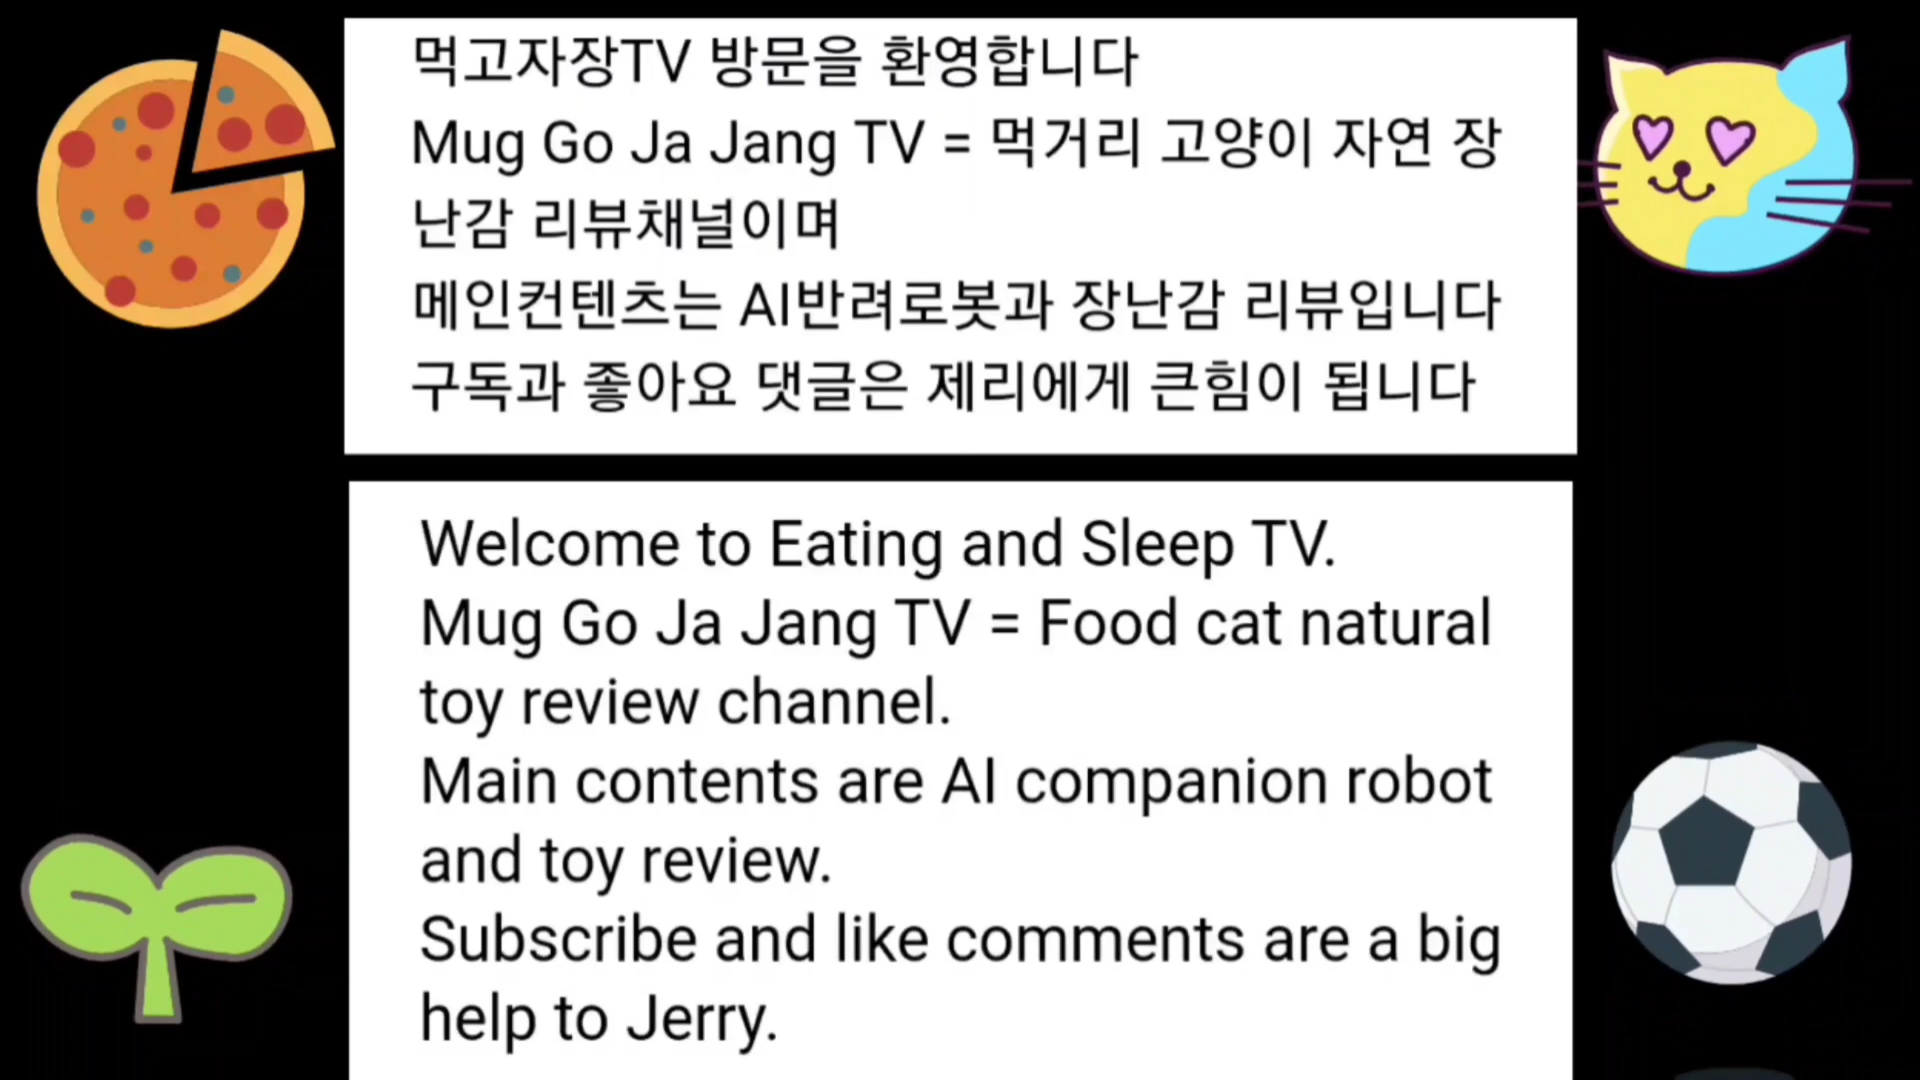 먹고자장TV 방문을 환영합니다
Mug Go Ja Jang TV = 먹거리 고양이 자연 장
난감 리뷰채널이며
메인컨텐츠는 AI반려로봇과 장난감 리뷰입니다
구독과 좋아요 댓글은 제리에게 큰힘이 됩니다
Welcome to Eating and Sleep TV.
Mug Go Ja Jang TV = Food cat natural
toy review channel.
Main contents are AI companion robot
and toy review.
Subscribe and like comments are a big
help to Jerry.